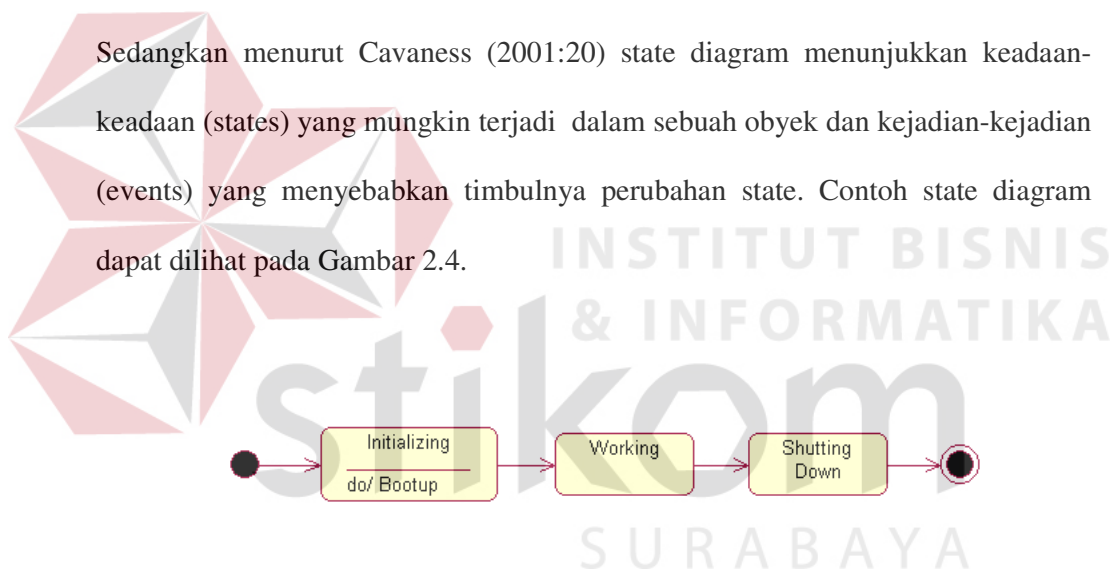 Sedangkan menurut Cavaness (2001:20) state diagram menunjukkan keadaan-
keadaan (states) yang mungkin terjadi dalam sebuah obyek dan kejadian-kejadian
(events) yang menyebabkan timbulnya perubahan state. Contoh state diagram
dapat dilihat pada Gambar 2.4.
INSTITUT BISNIS
& INFORMATIKA
stikom
Initializing
do/ Bootup
Working
Shutting
Down
SURABAYA